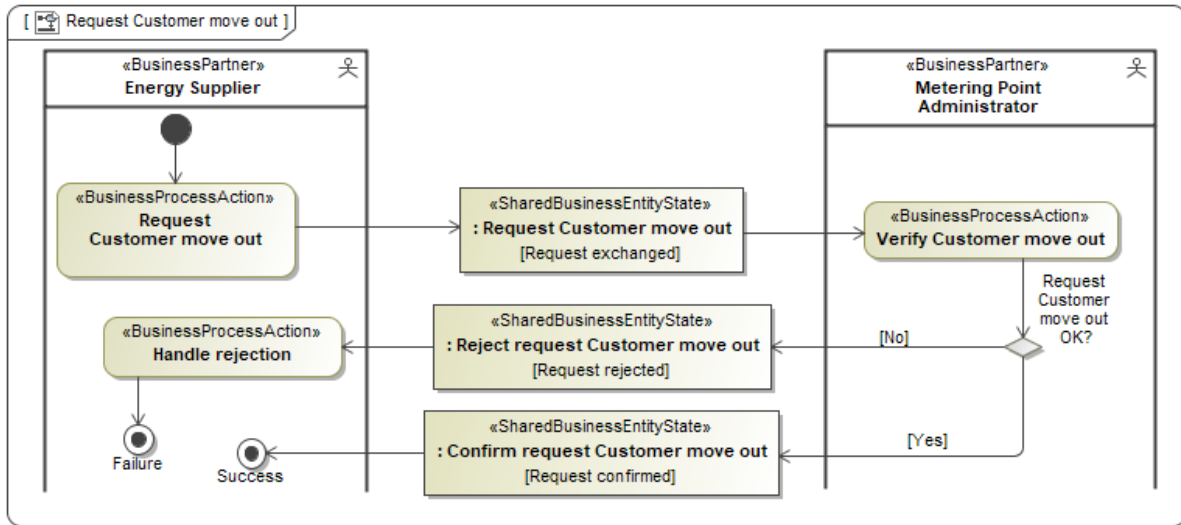 [ Request Customer move out ]
«BusinessPartner»
Energy Supplier
«BusinessPartner»
Metering Point
Administrator
«BusinessProcessAction»
Request
Customer move out
«SharedBusinessEntityState»
: Request Customer move out
[Request exchanged]
«BusinessProcessAction»
Verify Customer move out
Request
Customer
move out
OK?
«BusinessProcessAction»
Handle rejection
«SharedBusinessEntityState»
: Reject request Customer move out
[Request rejected]
[No]
«SharedBusinessEntityState»
: Confirm request Customer move out
[Request confirmed]
[Yes]
Failure
Success